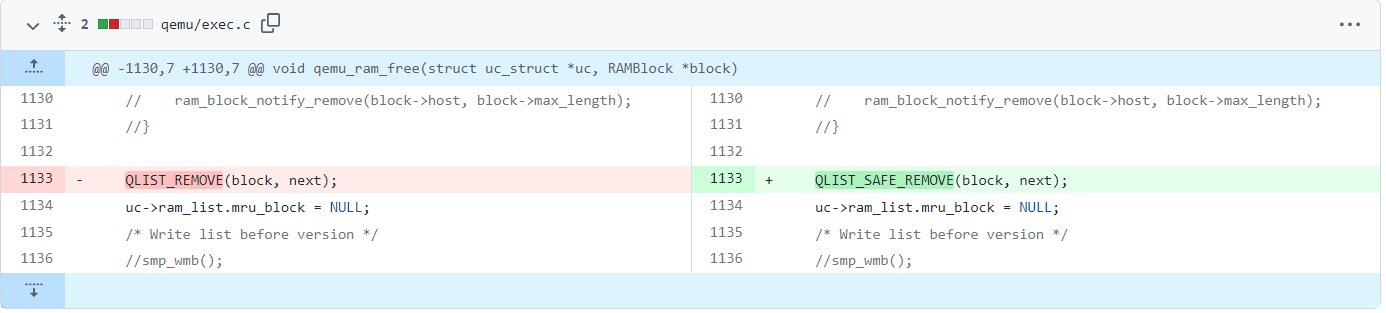 2 qemu/exec.c
@@ -1130,7 +1130,7 @@ void qemu_ram_free(struct uc_struct *uc, RAMBlock *block)
1130 // ram_block_notify_remove(block->host, block->max_length);
1131 //}
1132
1133 - QLIST_REMOVE(block, next);
1134 uc->ram_list.mru_block = NULL;
1135 /* Write list before version */
1136 //smp_wmb();
1130 // ram_block_notify_remove(block->host, block->max_length);
1131 //}
1132
1133 + QLIST_SAFE_REMOVE(block, next);
1134 uc->ram_list.mru_block = NULL;
1135 /* Write list before version */
1136 //smp_wmb();